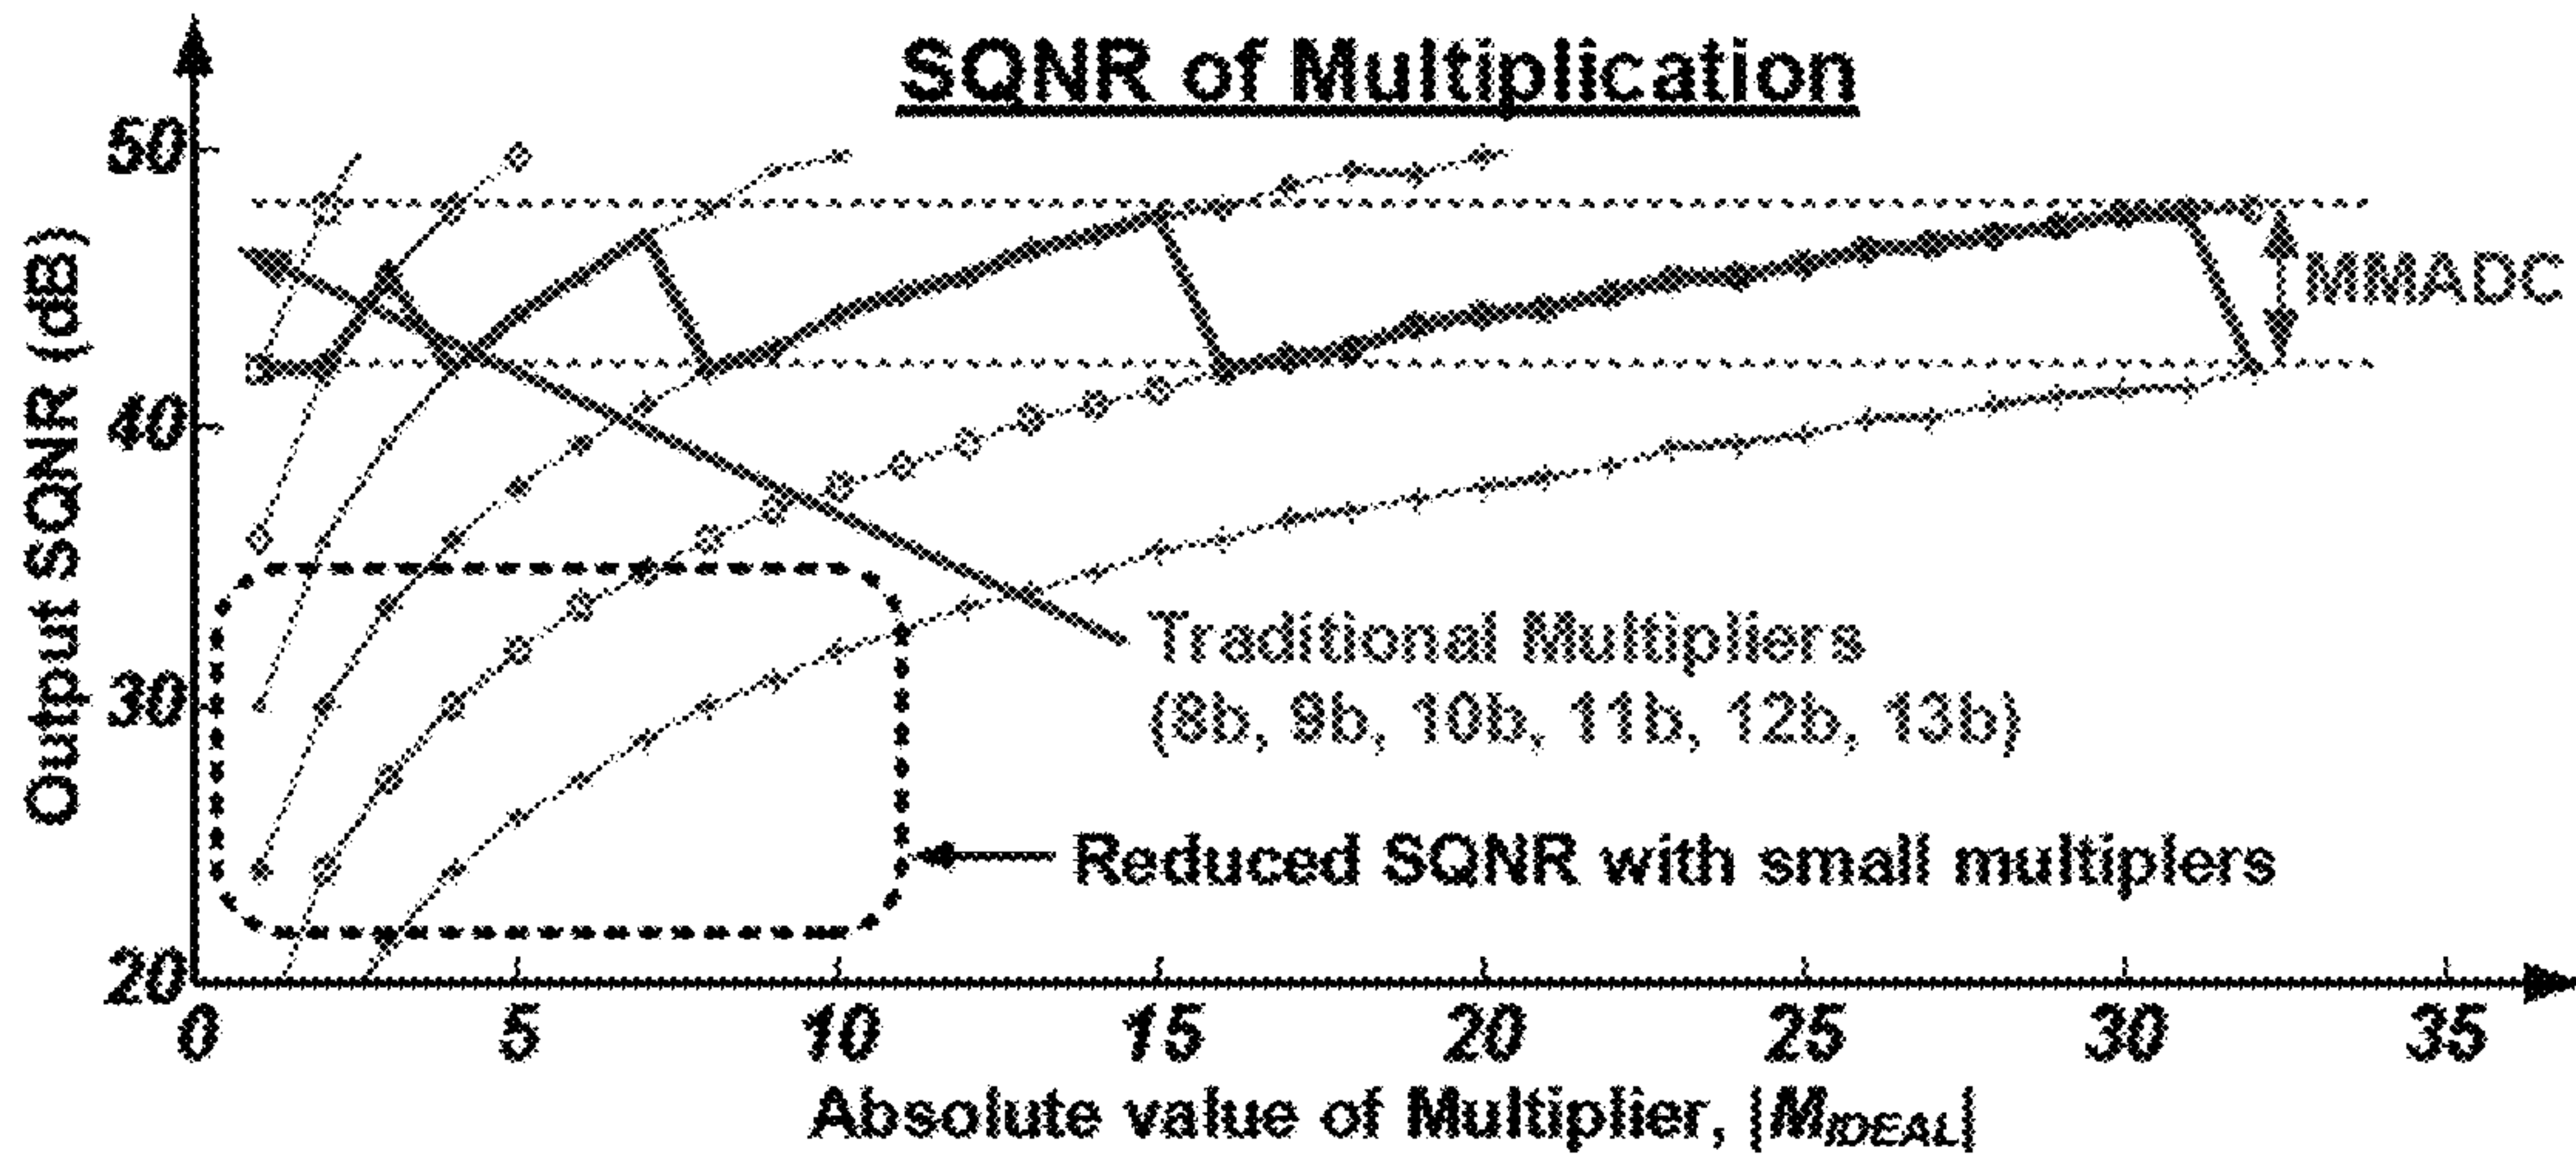 SQNR of Multiplication
50
40
30
20
Output SQNR (dB)
MMADC
Traditional Multipliers
(8b, 9b, 10b, 11b, 12b, 13b)
Reduced SQNR with small multiplers
0 5 10 15 20 25 30 35
Absolute value of Multiplier, |MIDEAL|